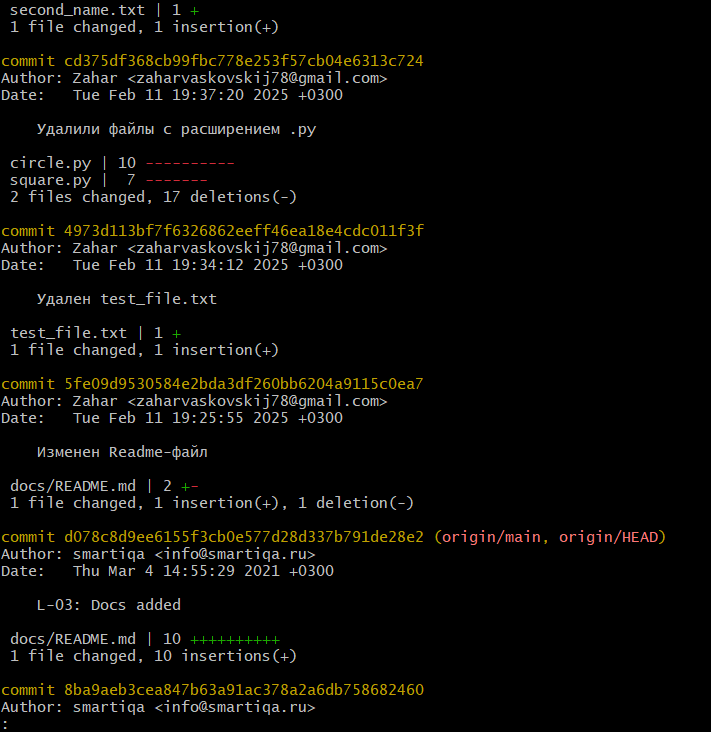 second_name.txt | 1 +
1 file changed, 1 insertion(+)
commit cd375df368cb99fbc778e253f57cb04e6313c724
Author: Zahar <zaharvaskovskij78@gmail.com>
Date:   Tue Feb 11 19:37:20 2025 +0300
Удалили файлы с расширением .py
circle.py | 10 ----------
square.py |  7 -------
2 files changed, 17 deletions(-)
commit 4973d113bf7f6326862eeff46ea18e4cdc011f3f
Author: Zahar <zaharvaskovskij78@gmail.com>
Date:   Tue Feb 11 19:34:12 2025 +0300
Удален test_file.txt
test_file.txt | 1 +
1 file changed, 1 insertion(+)
commit 5fe09d9530584e2bda3df260bb6204a9115c0ea7
Author: Zahar <zaharvaskovskij78@gmail.com>
Date:   Tue Feb 11 19:25:55 2025 +0300
Изменен Readme-файл
docs/README.md | 2 +-
1 file changed, 1 insertion(+), 1 deletion(-)
commit d078c8d9ee6155f3cb0e577d28d337b791de28e2 (origin/main, origin/HEAD)
Author: smartiqa <info@smartiqa.ru>
Date:   Thu Mar 4 14:55:29 2021 +0300
L-03: Docs added
docs/README.md | 10 ++++++++++
1 file changed, 10 insertions(+)
commit 8ba9aeb3cea847b63a91ac378a2a6db758682460
Author: smartiqa <info@smartiqa.ru>
: